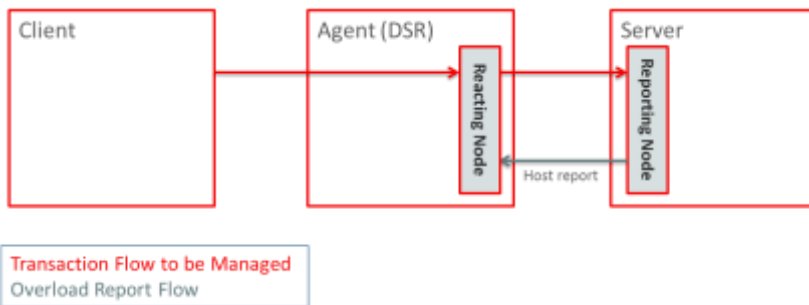 Client
Agent (DSR)
Server
Reacting Node
Reporting Node
Host report
Transaction Flow to be Managed
Overload Report Flow